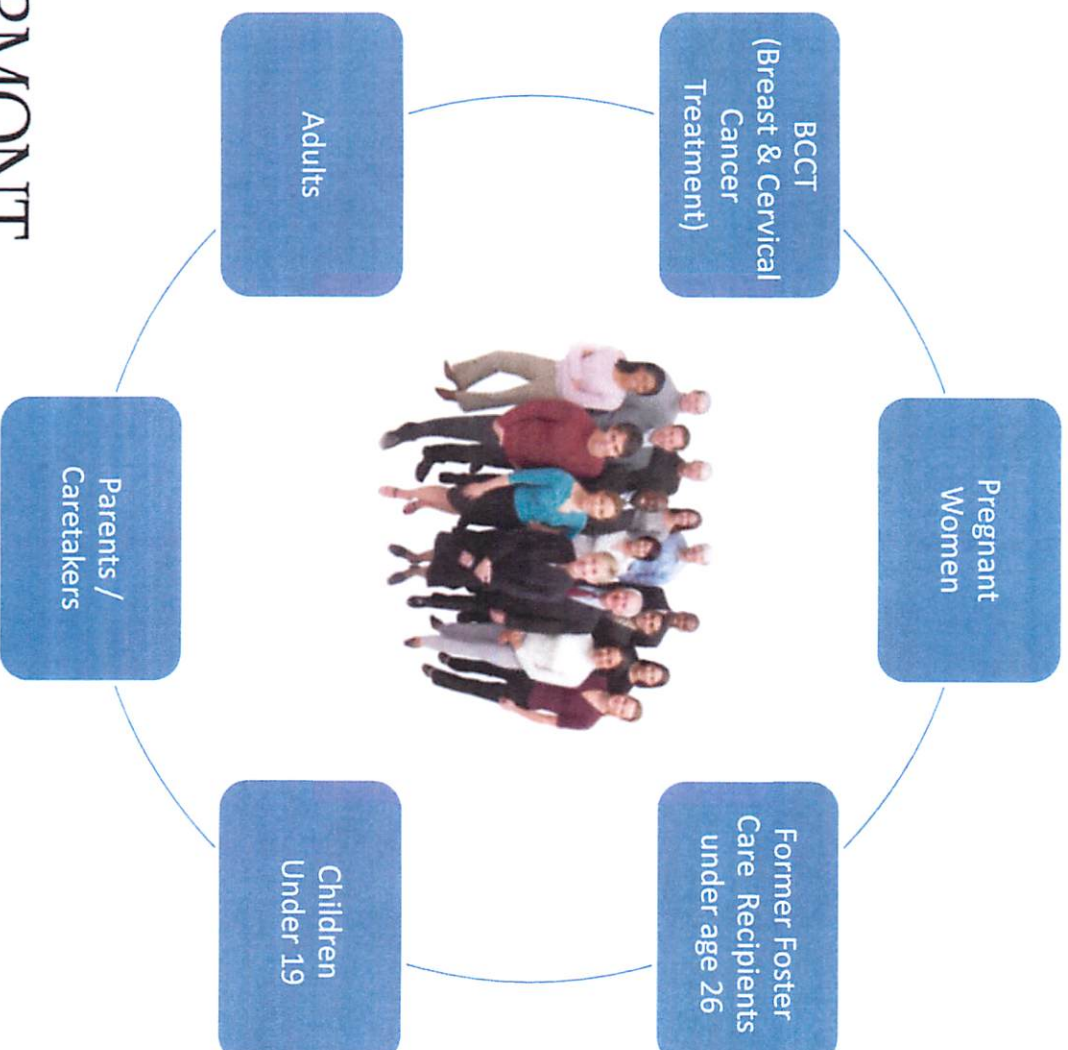 Pregnant
Women
BCCT
(Breast & Cervical
Cancer
Treatment)
Former Foster
Care Recipients
under age 26
Adults
Children
Under 19
Parents /
Caretakers
RMONT